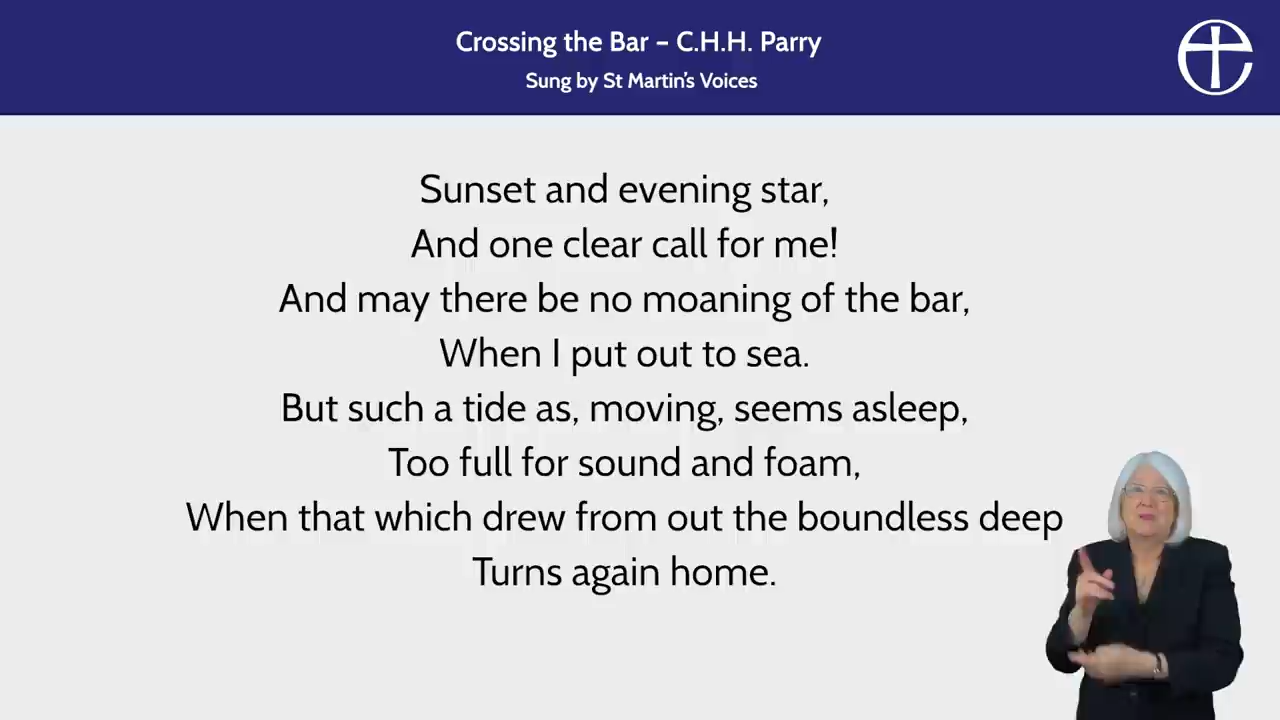 Crossing the Bar – C.H.H. Parry
Sung by St Martin's Voices
Sunset and evening star,
And one clear call for me!
And may there be no moaning of the bar,
When I put out to sea.
But such a tide as, moving, seems asleep,
Too full for sound and foam,
When that which drew from out the boundless deep
Turns again home.